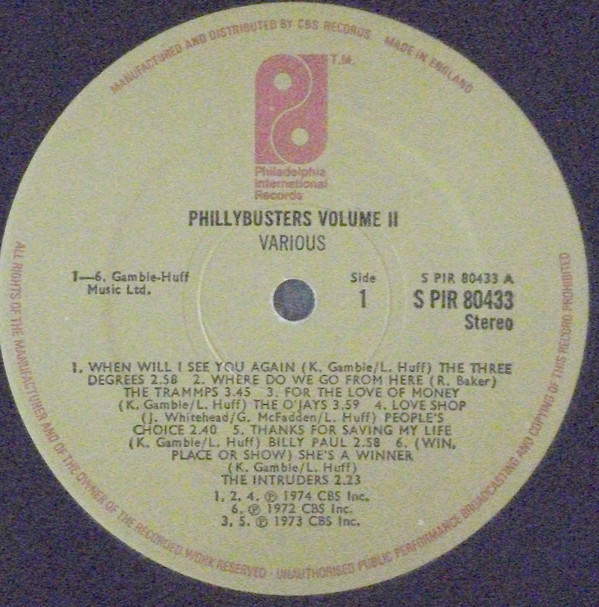 MANUFACTURED AND DISTRIBUTED BY CBS RECORDS MADE IN ENGLAND
T.M.
Philadelphia
International
Records
PHILLYBUSTERS VOLUME II
VARIOUS
1—6. Gamble-Huff
Music Ltd.
Side
1
S PIR 80433 A
S PIR 80433
Stereo
1. WHEN WILL I SEE YOU AGAIN (K. Gamble/L. Huff) THE THREE
DEGREES 2.58 2. WHERE DO WE GO FROM HERE (R. Baker)
THE TRAMMPS 3.45 3. FOR THE LOVE OF MONEY
(K. Gamble/L. Huff) THE O'JAYS 3.59 4. LOVE SHOP
(J. Whitehead/G. McFadden/L. Huff) PEOPLE'S
CHOICE 2.40 5. THANKS FOR SAVING MY LIFE
(K. Gamble/L. Huff) BILLY PAUL 2.58 6. (WIN,
PLACE OR SHOW) SHE'S A WINNER
(K. Gamble/L. Huff)
THE INTRUDERS 2.23
1, 2, 4. ℗ 1974 CBS Inc.
6. ℗ 1972 CBS Inc.
3, 5. ℗ 1973 CBS Inc.
ALL RIGHTS OF THE MANUFACTURER AND OF THE OWNER OF THE RECORDED WORK RESERVED · UNAUTHORISED PUBLIC PERFORMANCE BROADCASTING AND COPYING OF THIS RECORD PROHIBITED